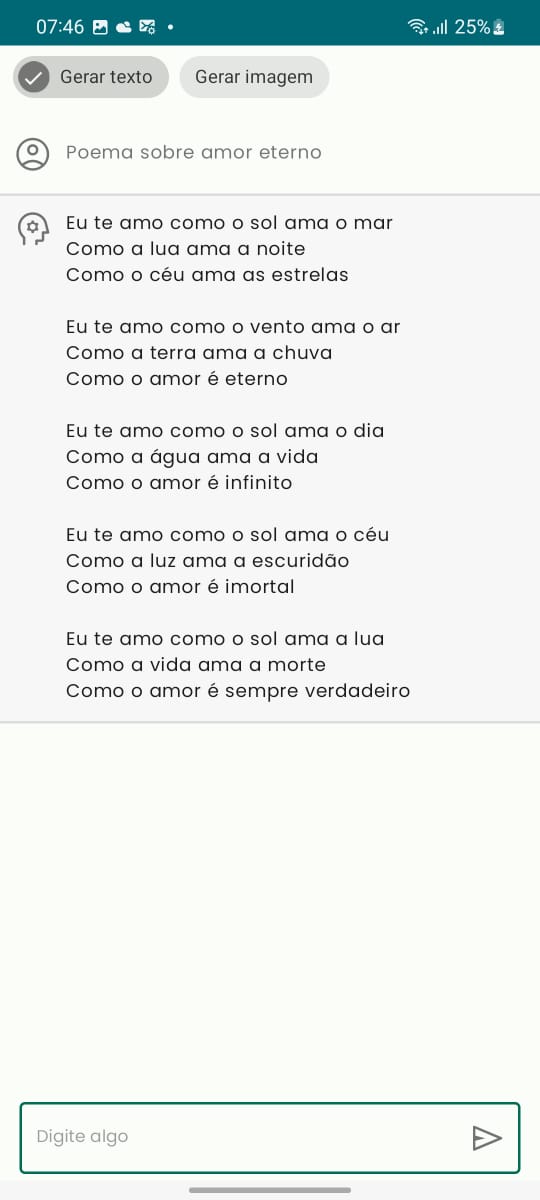 07:46
25%
Gerar texto
Gerar imagem
Poema sobre amor eterno
Eu te amo como o sol ama o mar
Como a lua ama a noite
Como o céu ama as estrelas
Eu te amo como o vento ama o ar
Como a terra ama a chuva
Como o amor é eterno
Eu te amo como o sol ama o dia
Como a água ama a vida
Como o amor é infinito
Eu te amo como o sol ama o céu
Como a luz ama a escuridão
Como o amor é imortal
Eu te amo como o sol ama a lua
Como a vida ama a morte
Como o amor é sempre verdadeiro
Digite algo